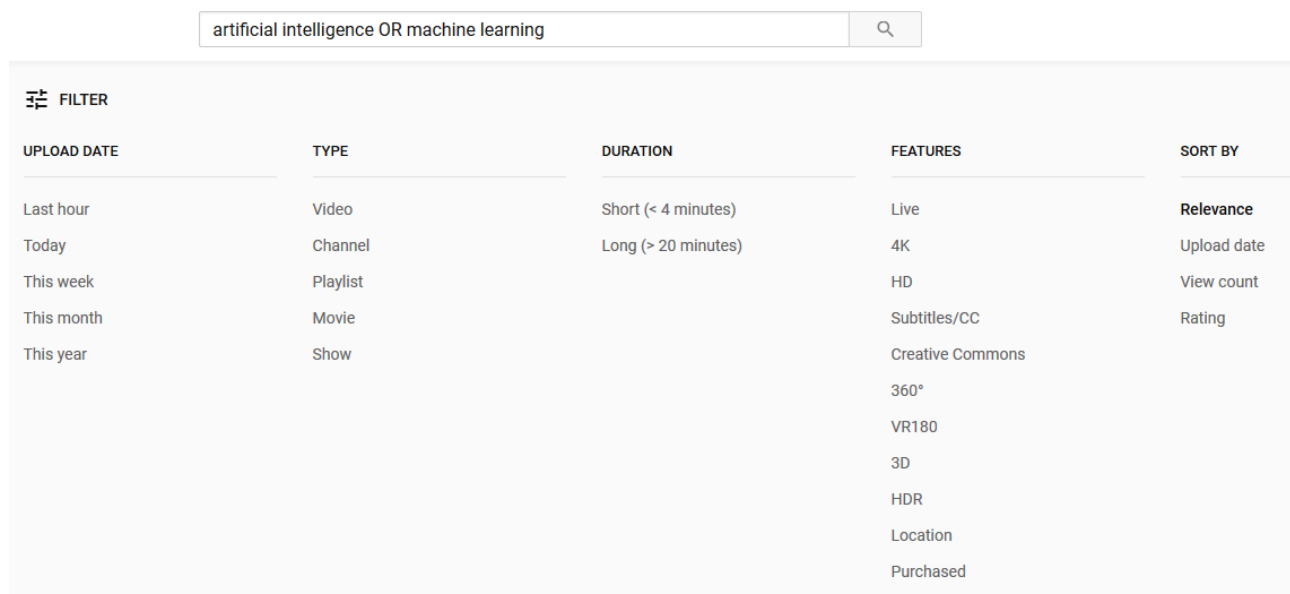 artificial intelligence OR machine learning
FILTER
UPLOAD DATE
Last hour
Today
This week
This month
This year
TYPE
Video
Channel
Playlist
Movie
Show
DURATION
Short (< 4 minutes)
Long (> 20 minutes)
FEATURES
Live
4K
HD
Subtitles/CC
Creative Commons
360°
VR180
3D
HDR
Location
Purchased
SORT BY
Relevance
Upload date
View count
Rating